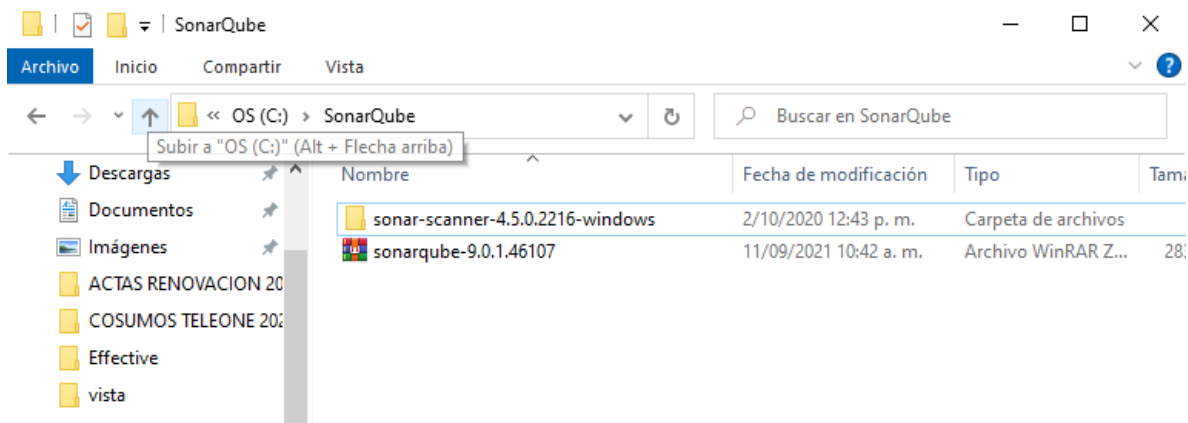 SonarQube
Archivo Inicio Compartir Vista
« OS (C:) › SonarQube
Buscar en SonarQube
Subir a "OS (C:)" (Alt + Flecha arriba)
Nombre Fecha de modificación Tipo Tama
Descargas
Documentos
Imágenes
ACTAS RENOVACION 20
COSUMOS TELEONE 202
Effective
vista
sonar-scanner-4.5.0.2216-windows 2/10/2020 12:43 p. m. Carpeta de archivos
sonarqube-9.0.1.46107 11/09/2021 10:42 a. m. Archivo WinRAR Z... 283